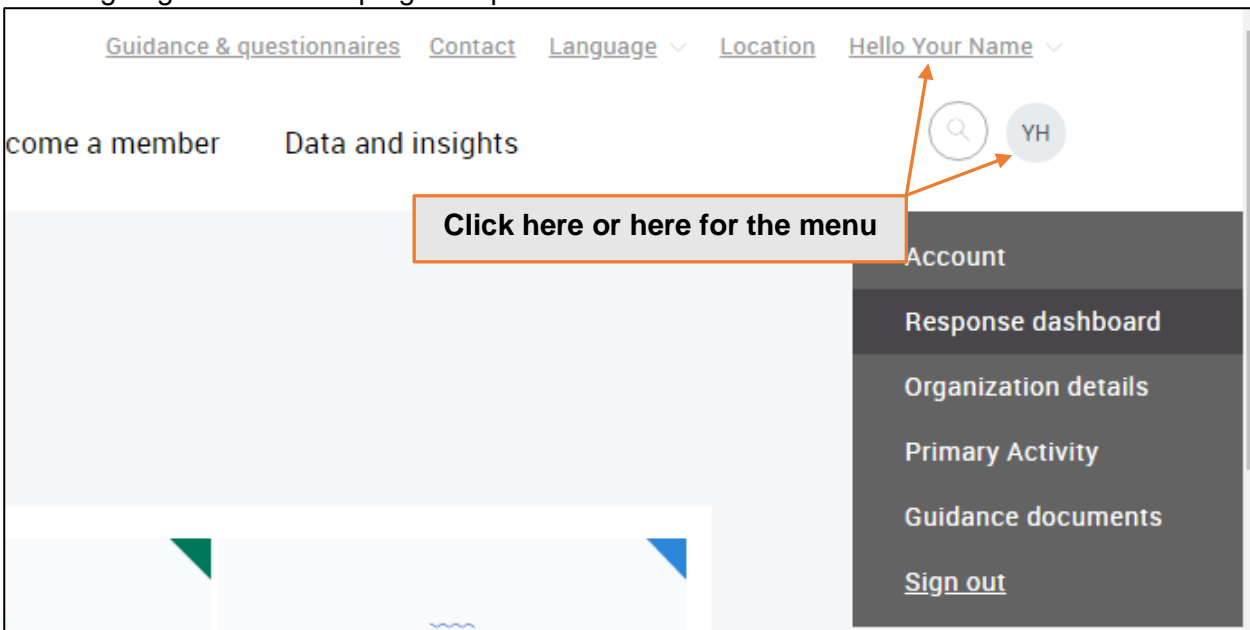 Guidance & questionnaires Contact Language Location Hello Your Name
YH
come a member Data and insights
Click here or here for the menu
Account
Response dashboard
Organization details
Primary Activity
Guidance documents
Sign out